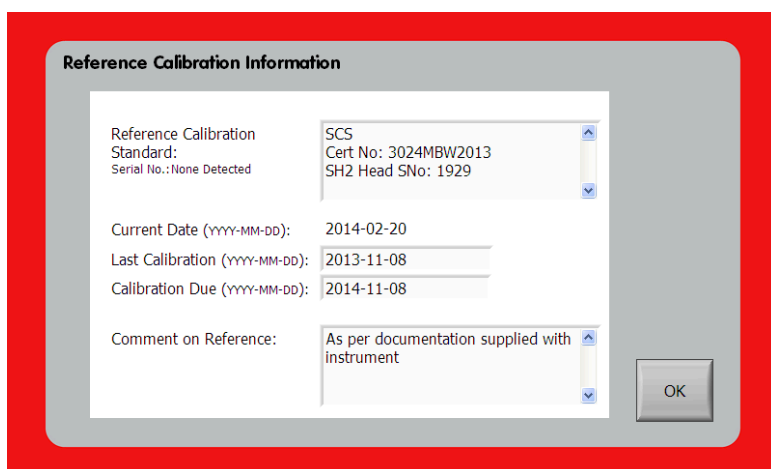 Reference Calibration Information
Reference Calibration
Standard:
Serial No.:None Detected
SCS
Cert No: 3024MBW2013
SH2 Head SNo: 1929
Current Date (YYYY-MM-DD):
2014-02-20
Last Calibration (YYYY-MM-DD):
2013-11-08
Calibration Due (YYYY-MM-DD):
2014-11-08
Comment on Reference:
As per documentation supplied with
instrument
OK